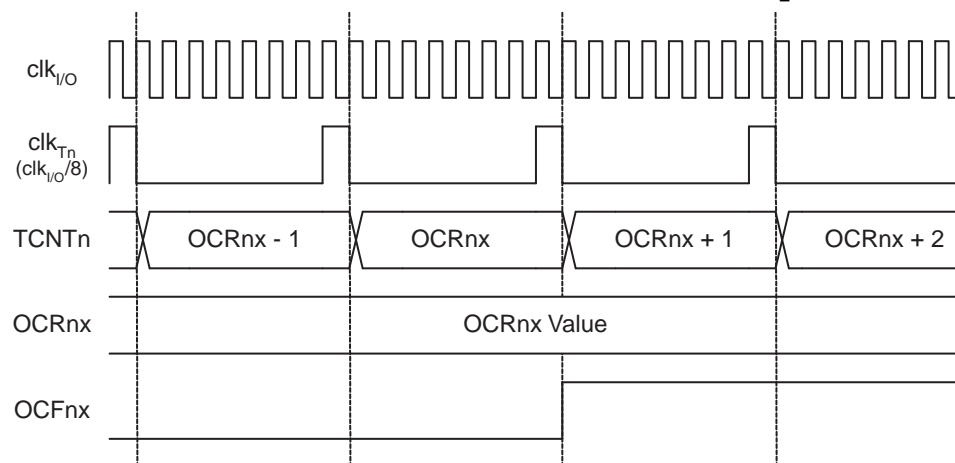 clkI/O
clkTn
(clkI/O/8)
TCNTn OCRnx - 1 OCRnx OCRnx + 1 OCRnx + 2
OCRnx OCRnx Value
OCFnx